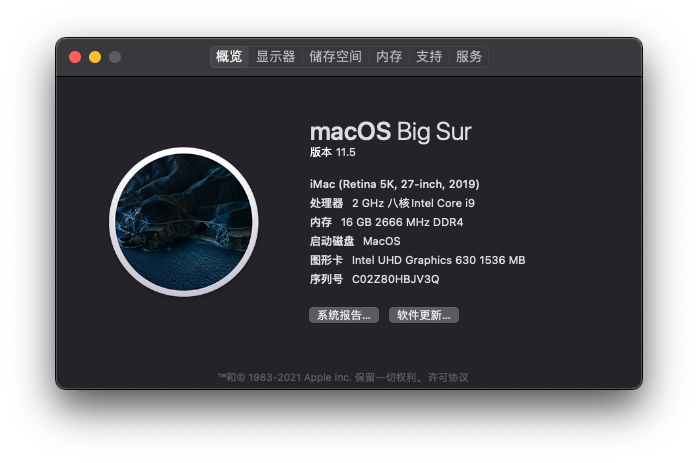 概览 显示器 储存空间 内存 支持 服务
macOS Big Sur
版本 11.5
iMac (Retina 5K, 27-inch, 2019)
处理器 2 GHz 八核Intel Core i9
内存 16 GB 2666 MHz DDR4
启动磁盘 MacOS
图形卡 Intel UHD Graphics 630 1536 MB
序列号 C02Z80HBJV3Q
系统报告... 软件更新...
™和© 1983-2021 Apple Inc. 保留一切权利。许可协议